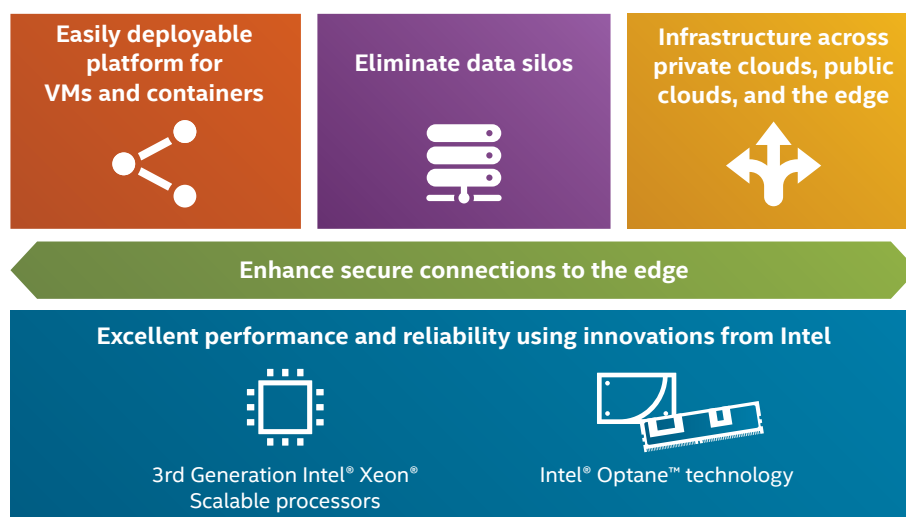 Easily deployable
platform for
VMs and containers
Eliminate data silos
Infrastructure across
private clouds, public
clouds, and the edge
Enhance secure connections to the edge
Excellent performance and reliability using innovations from Intel
3rd Generation Intel® Xeon®
Scalable processors
Intel® Optane™ technology